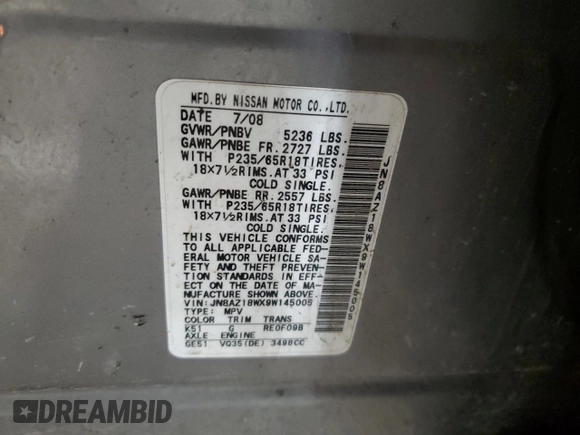 MFD.BY NISSAN MOTOR CO.,LTD.
DATE 7/08
GVWR/PNBV 5236 LBS.
GAWR/PNBE FR. 2727 LBS.
WITH P235/65R18TIRES,
18X7½RIMS.AT 33 PSI
COLD SINGLE.
GAWR/PNBE RR. 2557 LBS.
WITH P235/65R18TIRES,
18X7½RIMS.AT 33 PSI
COLD SINGLE.
THIS VEHICLE CONFORMS
TO ALL APPLICABLE FED-
ERAL MOTOR VEHICLE SA-
FETY AND THEFT PREVEN-
TION STANDARDS IN EFF-
ECT ON THE DATE OF MA-
NUFACTURE SHOWN ABOVE.
VIN:JN8AZ18WX9W145005
TYPE: MPV
COLOR TRIM TRANS
K51 G RE0F09B
AXLE ENGINE
GE51 VQ35(DE) 3498CC
JN8AZ18WX9W145005
DREAMBID